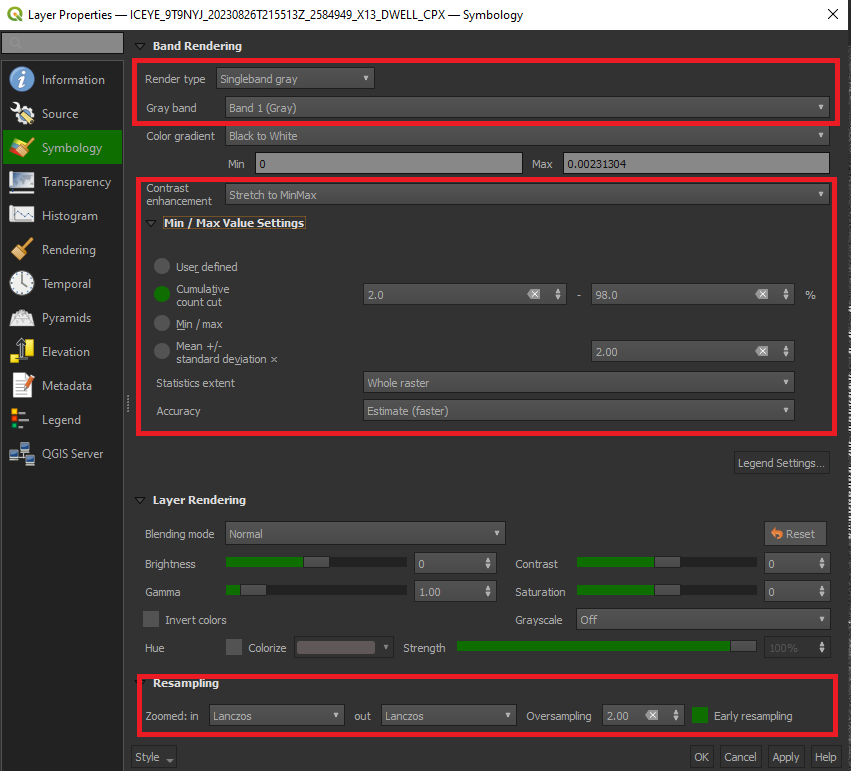 Layer Properties — ICEYE_9T9NYJ_20230826T215513Z_2584949_X13_DWELL_CPX — Symbology
Information
Source
Symbology
Transparency
Histogram
Rendering
Temporal
Pyramids
Elevation
Metadata
Legend
QGIS Server
Band Rendering
Render type Singleband gray
Gray band Band 1 (Gray)
Color gradient Black to White
Min 0 Max 0.00231304
Contrast
enhancement Stretch to MinMax
Min / Max Value Settings
User defined
Cumulative
count cut 2.0 - 98.0 %
Min / max
Mean +/-
standard deviation × 2.00
Statistics extent Whole raster
Accuracy Estimate (faster)
Legend Settings...
Layer Rendering
Blending mode Normal Reset
Brightness 0 Contrast 0
Gamma 1.00 Saturation 0
Invert colors Grayscale Off
Hue Colorize Strength 100%
Resampling
Zoomed: in Lanczos out Lanczos Oversampling 2.00 Early resampling
Style OK Cancel Apply Help